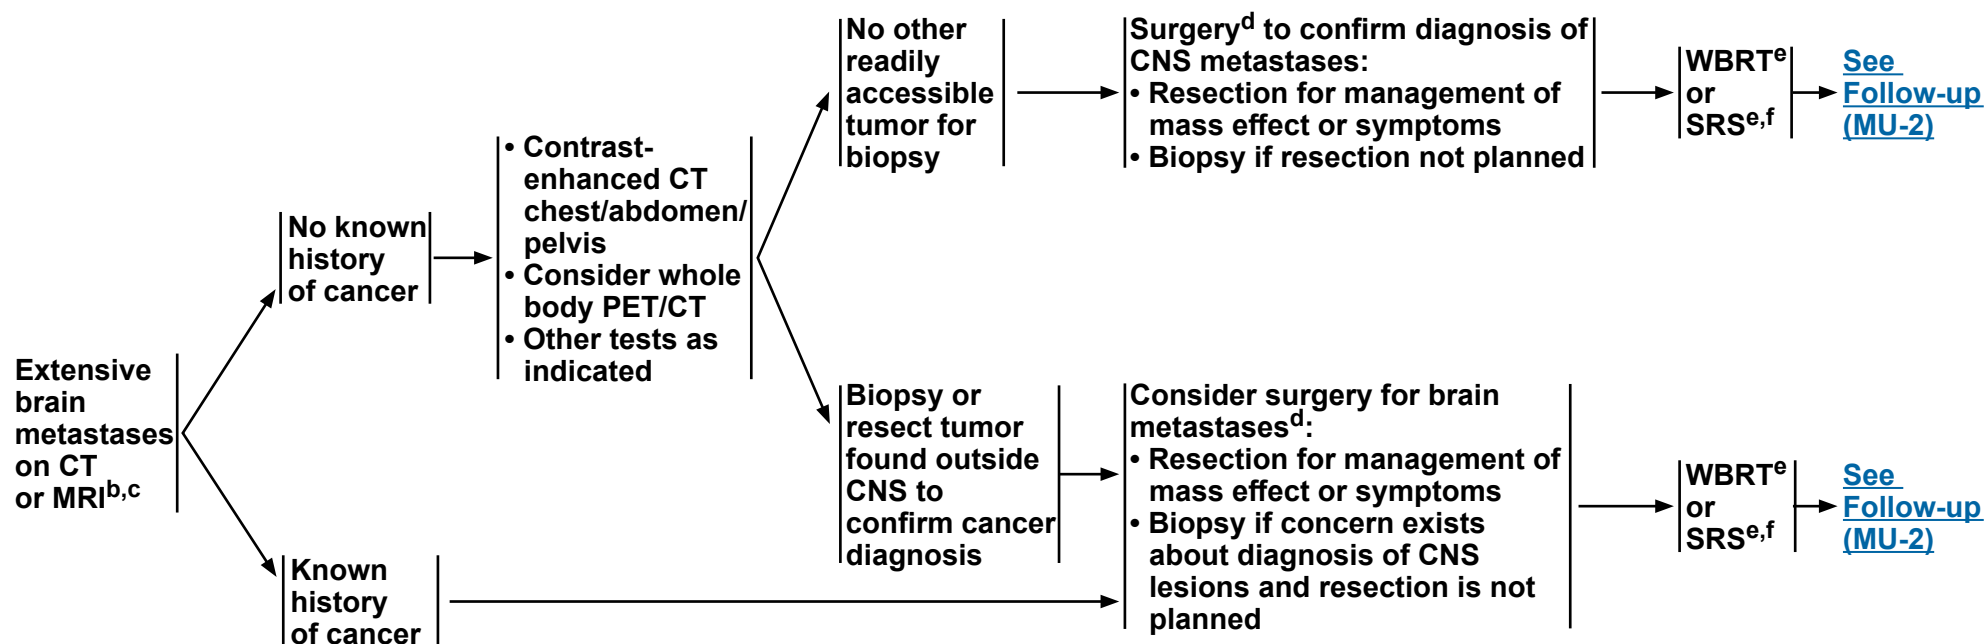 Extensive
brain
metastases
on CT
or MRIb,c
No known
history
of cancer
Known
history
of cancer
• Contrast-
enhanced CT
chest/abdomen/
pelvis
• Consider whole
body PET/CT
• Other tests as
indicated
No other
readily
accessible
tumor for
biopsy
Surgeryd to confirm diagnosis of
CNS metastases:
• Resection for management of
mass effect or symptoms
• Biopsy if resection not planned
WBRTe
or
SRSe,f
See
Follow-up
(MU-2)
Biopsy or
resect tumor
found outside
CNS to
confirm cancer
diagnosis
Consider surgery for brain
metastasesd:
• Resection for management of
mass effect or symptoms
• Biopsy if concern exists
about diagnosis of CNS
lesions and resection is not
planned
WBRTe
or
SRSe,f
See
Follow-up
(MU-2)